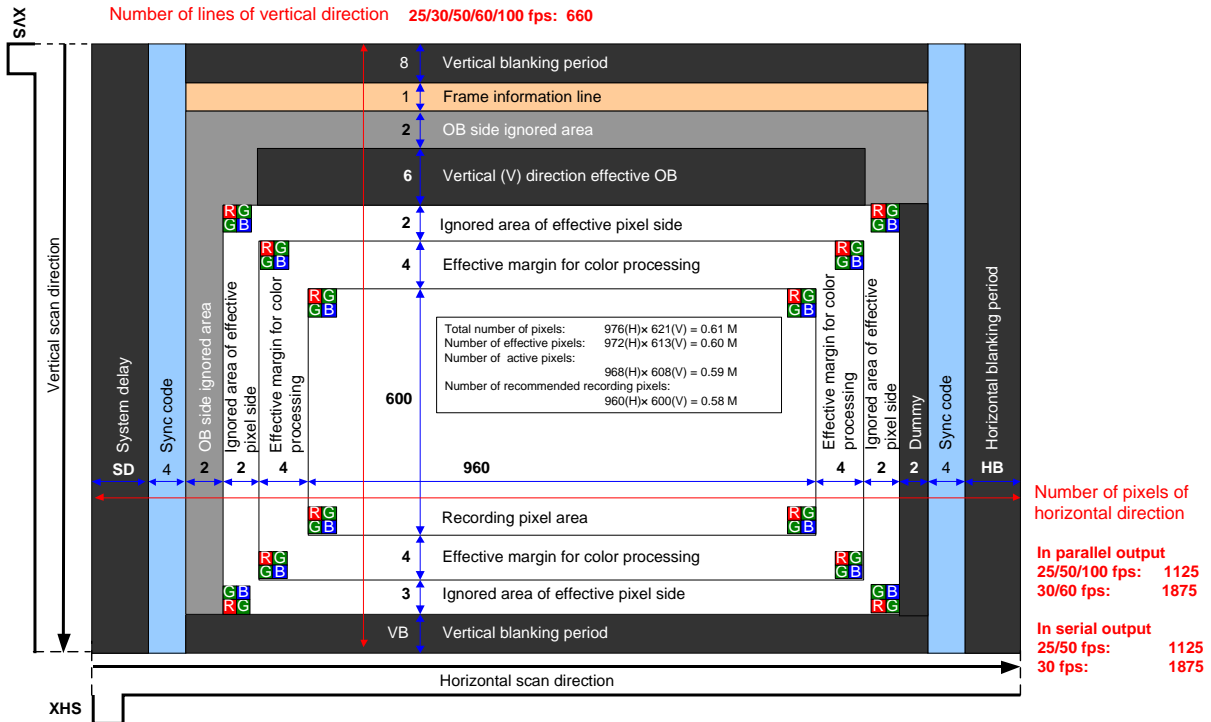 XVS
Number of lines of vertical direction 25/30/50/60/100 fps: 660
8 Vertical blanking period
1 Frame information line
2 OB side ignored area
6 Vertical (V) direction effective OB
R G R G
G B G B
2 Ignored area of effective pixel side
R G R G
G B G B
4 Effective margin for color processing
R G R G
G B G B
Total number of pixels: 976(H)× 621(V) = 0.61 M
Number of effective pixels: 972(H)× 613(V) = 0.60 M
Number of active pixels:
968(H)× 608(V) = 0.59 M
Number of recommended recording pixels:
960(H)× 600(V) = 0.58 M
600
Vertical scan direction
System delay
Sync code
OB side ignored area
Ignored area of effective
pixel side
Effective margin for color
processing
Effective margin for color
processing
Ignored area of effective
pixel side
Dummy
Sync code
Horizontal blanking period
SD 4 2 2 4 960 4 2 2 4 HB
Number of pixels of
horizontal direction
R G R G
G B G B
Recording pixel area
R G R G
G B G B
4 Effective margin for color processing
G B G B
R G R G
3 Ignored area of effective pixel side
VB Vertical blanking period
In parallel output
25/50/100 fps: 1125
30/60 fps: 1875
In serial output
25/50 fps: 1125
30 fps: 1875
Horizontal scan direction
XHS